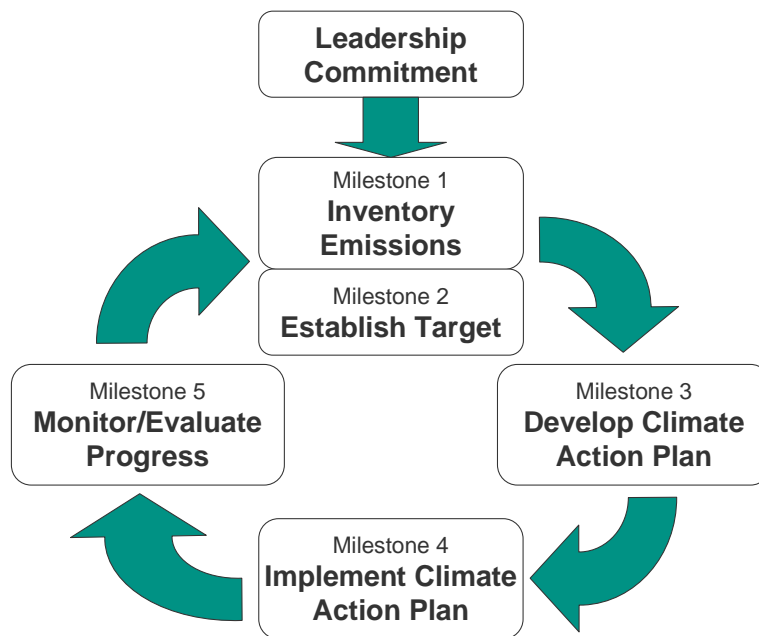 Leadership
Commitment
Milestone 1
Inventory
Emissions
Milestone 2
Establish Target
Milestone 3
Develop Climate
Action Plan
Milestone 4
Implement Climate
Action Plan
Milestone 5
Monitor/Evaluate
Progress